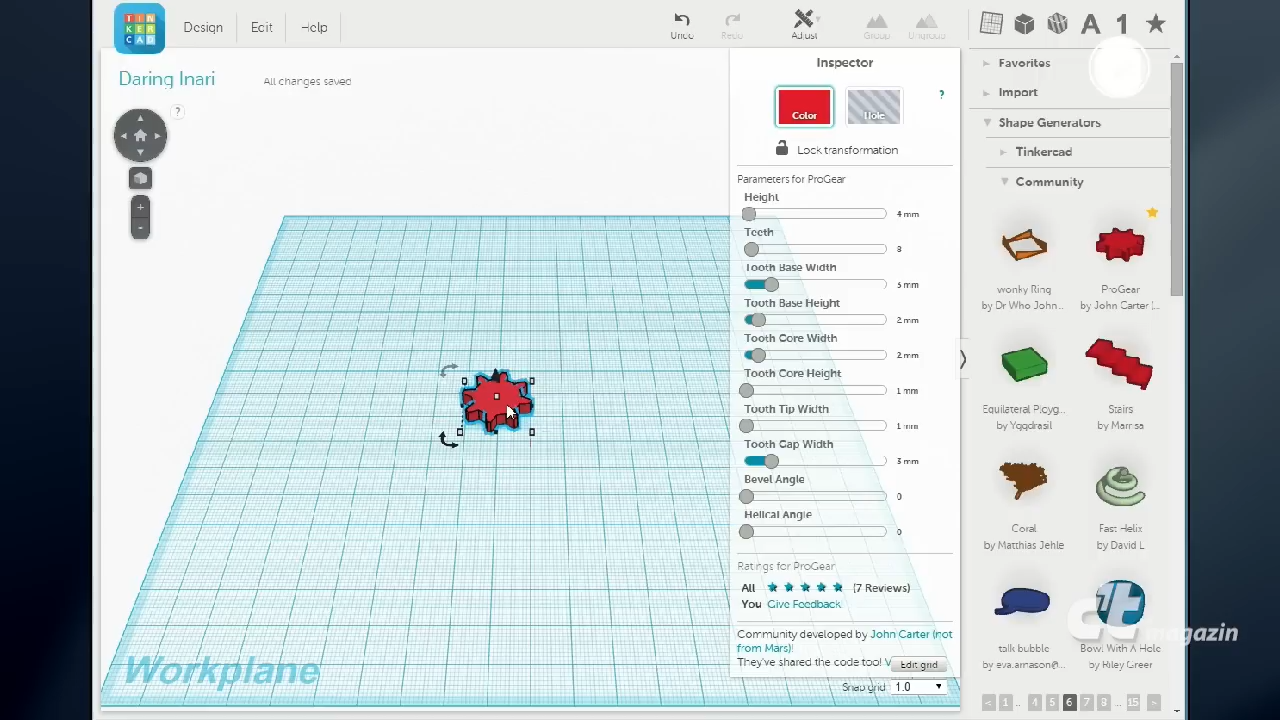 TIN
KER
CAD
Design
Edit
Help
Undo
Redo
Adjust
Group
Ungroup
A
1
Daring Inari
All changes saved
?
Inspector
Color
Hole
?
Lock transformation
Parameters for ProGear
Height
4 mm
Teeth
8
Tooth Base Width
3 mm
Tooth Base Height
2 mm
Tooth Core Width
2 mm
Tooth Core Height
1 mm
Tooth Tip Width
1 mm
Tooth Gap Width
3 mm
Bevel Angle
0
Helical Angle
0
Ratings for ProGear
All
(7 Reviews)
You Give Feedback
Community developed by John Carter (not
from Mars)!
They've shared the code too! V
Edit grid
Snap grid 1.0
Workplane
+
-
Favorites
Import
Shape Generators
Tinkercad
Community
wonky Ring
by Dr Who John...
ProGear
by John Carter (...
Equilateral Plcyg...
by Yggdrasil
Stairs
by Marrisa
Coral
by Matthias Jehle
Fast Helix
by David L
talk bubble
by eva.arnason@...
Bowl With A Hole
by Riley Greer
c't magazin
< 1 .. 4 5 6 7 8 .. 15 >